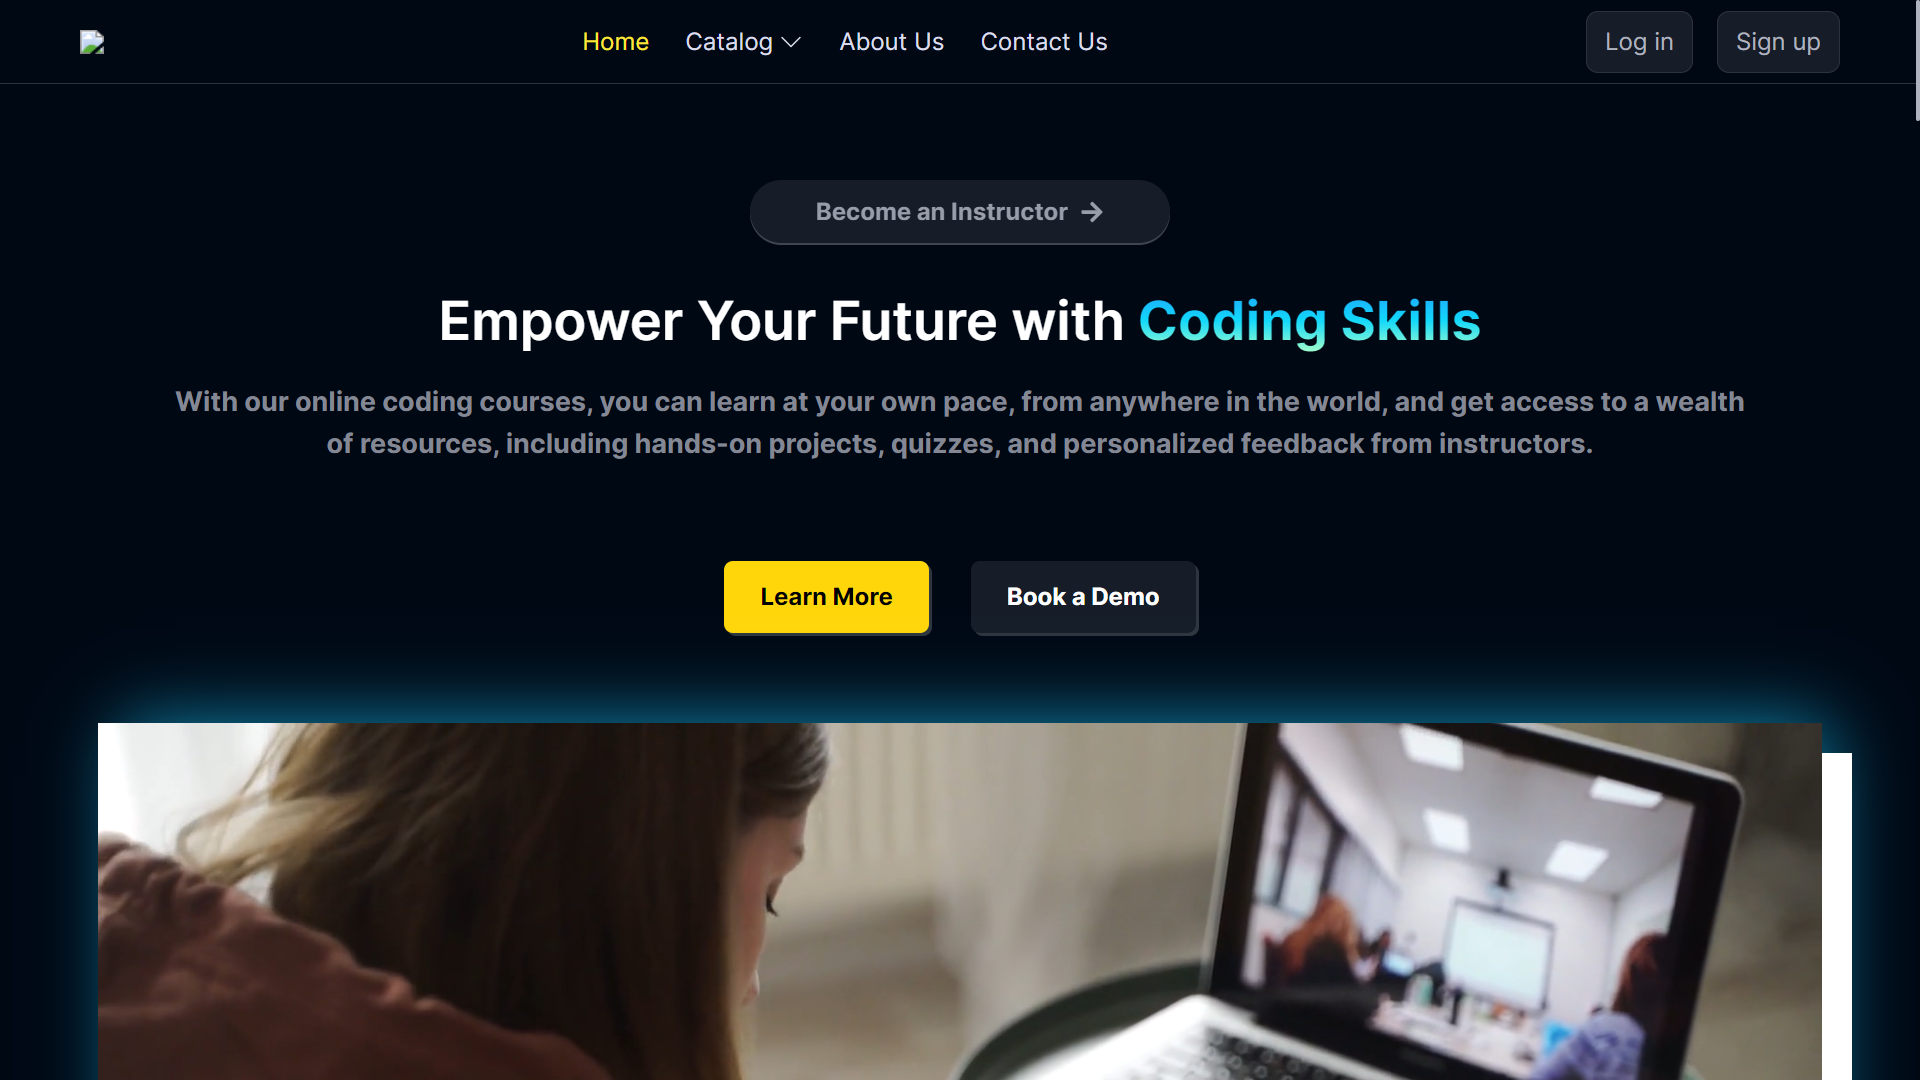 Home Catalog About Us Contact Us Log in Sign up
Become an Instructor
Empower Your Future with Coding Skills
With our online coding courses, you can learn at your own pace, from anywhere in the world, and get access to a wealth
of resources, including hands-on projects, quizzes, and personalized feedback from instructors.
Learn More Book a Demo